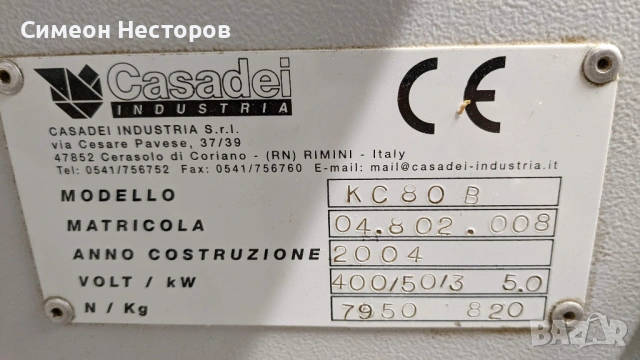 Симеон Несторов
Casadei
INDUSTRIA
CE
CASADEI INDUSTRIA S.r.l.
via Cesare Pavese, 37/39
47852 Cerasolo di Coriano - (RN) RIMINI - Italy
Tel: 0541/756752 Fax: 0541/756760 E-mail: mail@casadei-industria.it
MODELLO KC80 B
MATRICOLA 04.802.008
ANNO COSTRUZIONE 2004
VOLT / kW 400/50/3 5.0
N / Kg 7950 820
BAZAR